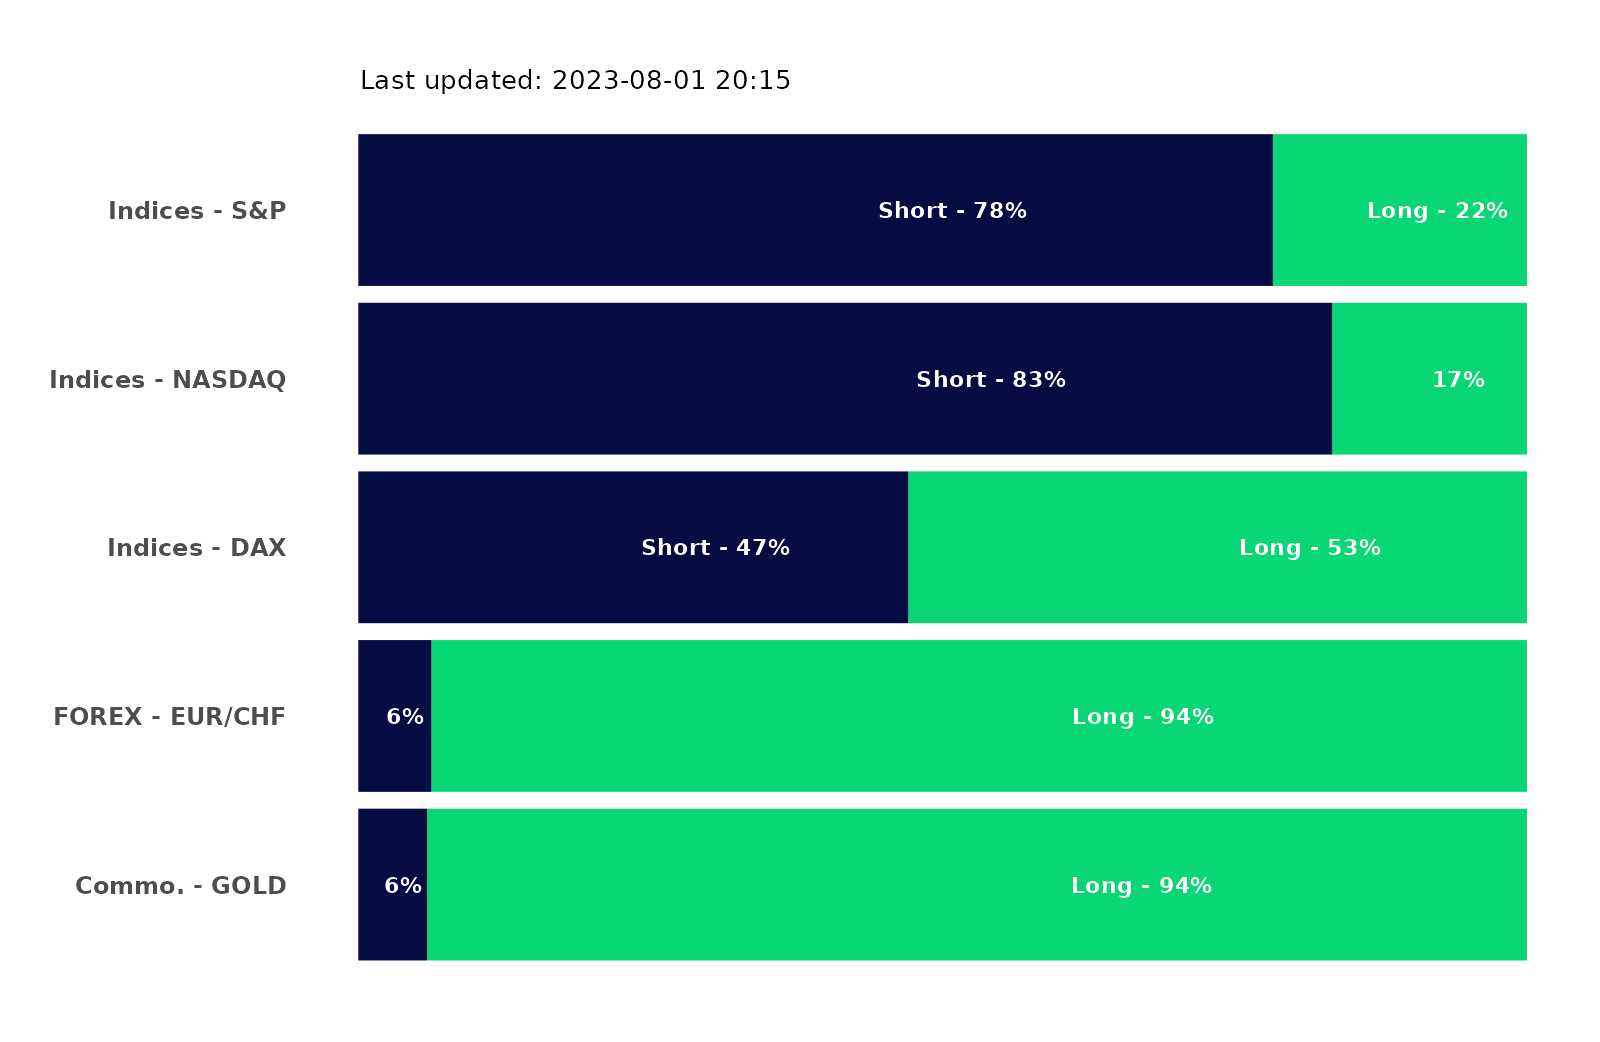 Last updated: 2023-08-01 20:15
Indices - S&P Short - 78% Long - 22%
Indices - NASDAQ Short - 83% 17%
Indices - DAX Short - 47% Long - 53%
FOREX - EUR/CHF 6% Long - 94%
Commo. - GOLD 6% Long - 94%